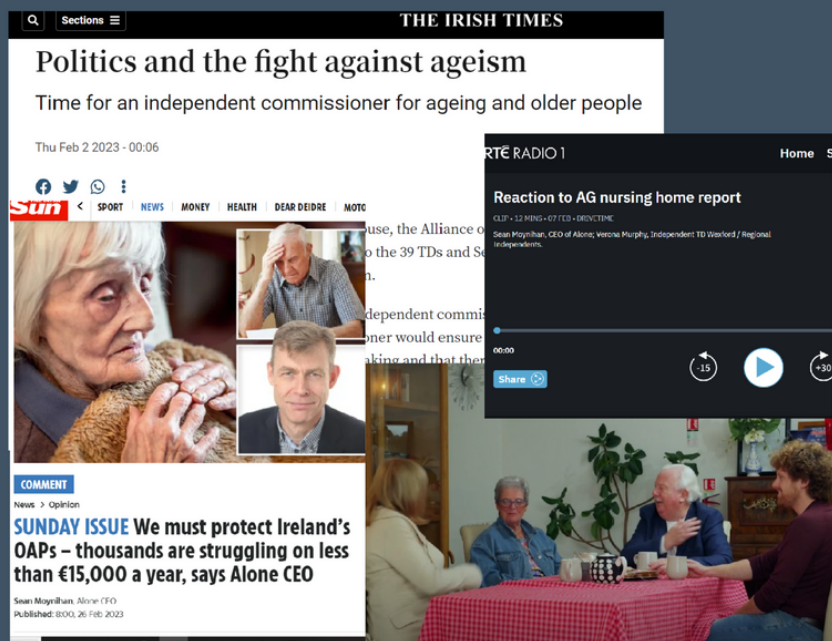 Sections
THE IRISH TIMES
Politics and the fight against ageism
Time for an independent commissioner for ageing and older people
Thu Feb 2 2023 - 00:06
use, the Alliance o
o the 39 TDs and Se
dependent commis
oner would ensure
aking and that ther
RTÉ RADIO 1
Home
Reaction to AG nursing home report
CLIP • 12 MINS • 07 FEB • DRIVETIME
Sean Moynihan, CEO of Alone; Verona Murphy, Independent TD Wexford / Regional
Independents.
00:00
-15
+30
Share
Sun
SPORT NEWS MONEY HEALTH DEAR DEIDRE MOTO
COMMENT
News > Opinion
SUNDAY ISSUE We must protect Ireland's
OAPs – thousands are struggling on less
than €15,000 a year, says Alone CEO
Sean Moynihan, Alone CEO
Published: 8:00, 26 Feb 2023